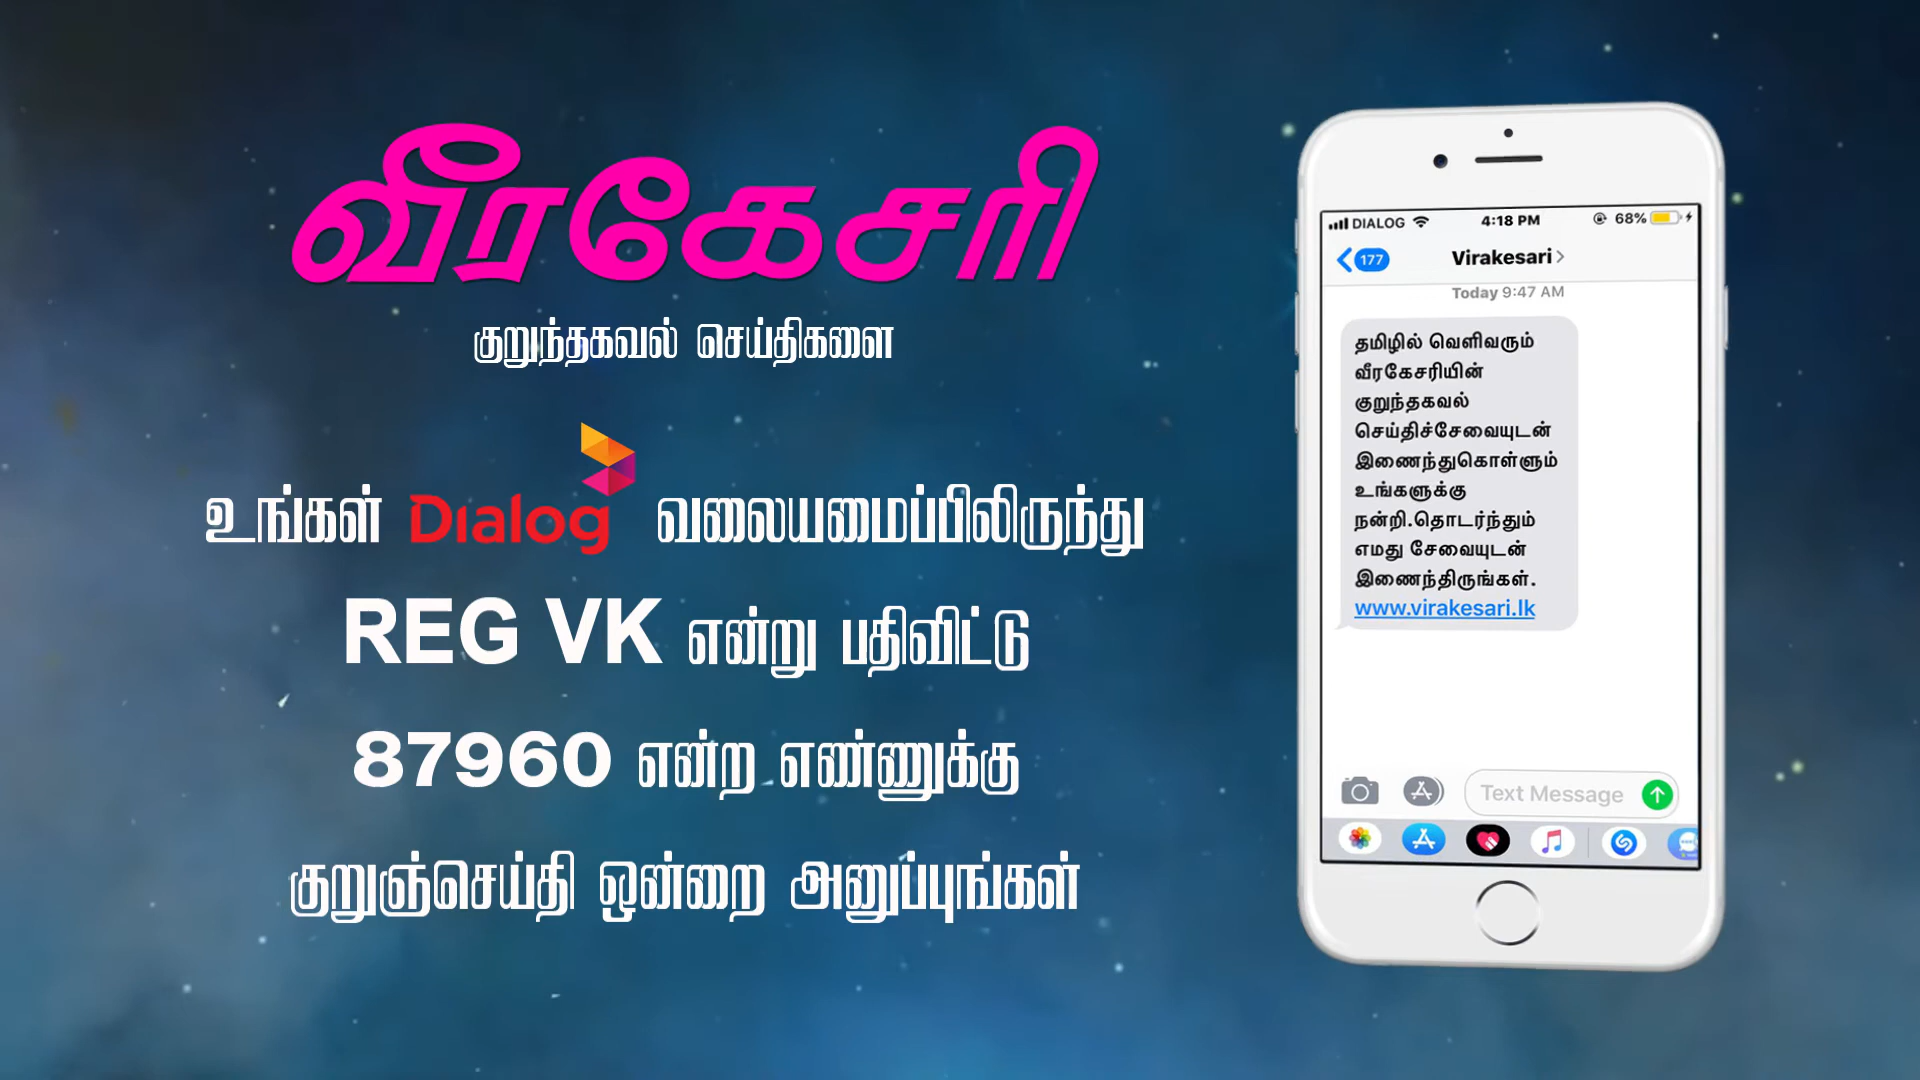 வீரகேசரி
குறுந்தகவல் செய்திகளை
உங்கள் Dialog வலையமைப்பிலிருந்து
REG VK என்று பதிவிட்டு
87960 என்ற எண்ணுக்கு
குறுஞ்செய்தி ஒன்றை அனுப்புங்கள்
DIALOG 4:18 PM 68%
177 Virakesari
Today 9:47 AM
தமிழில் வெளிவரும்
வீரகேசரியின்
குறுந்தகவல்
செய்திச்சேவையுடன்
இணைந்துகொள்ளும்
உங்களுக்கு
நன்றி.தொடர்ந்தும்
எமது சேவையுடன்
இணைந்திருங்கள்.
www.virakesari.lk
Text Message